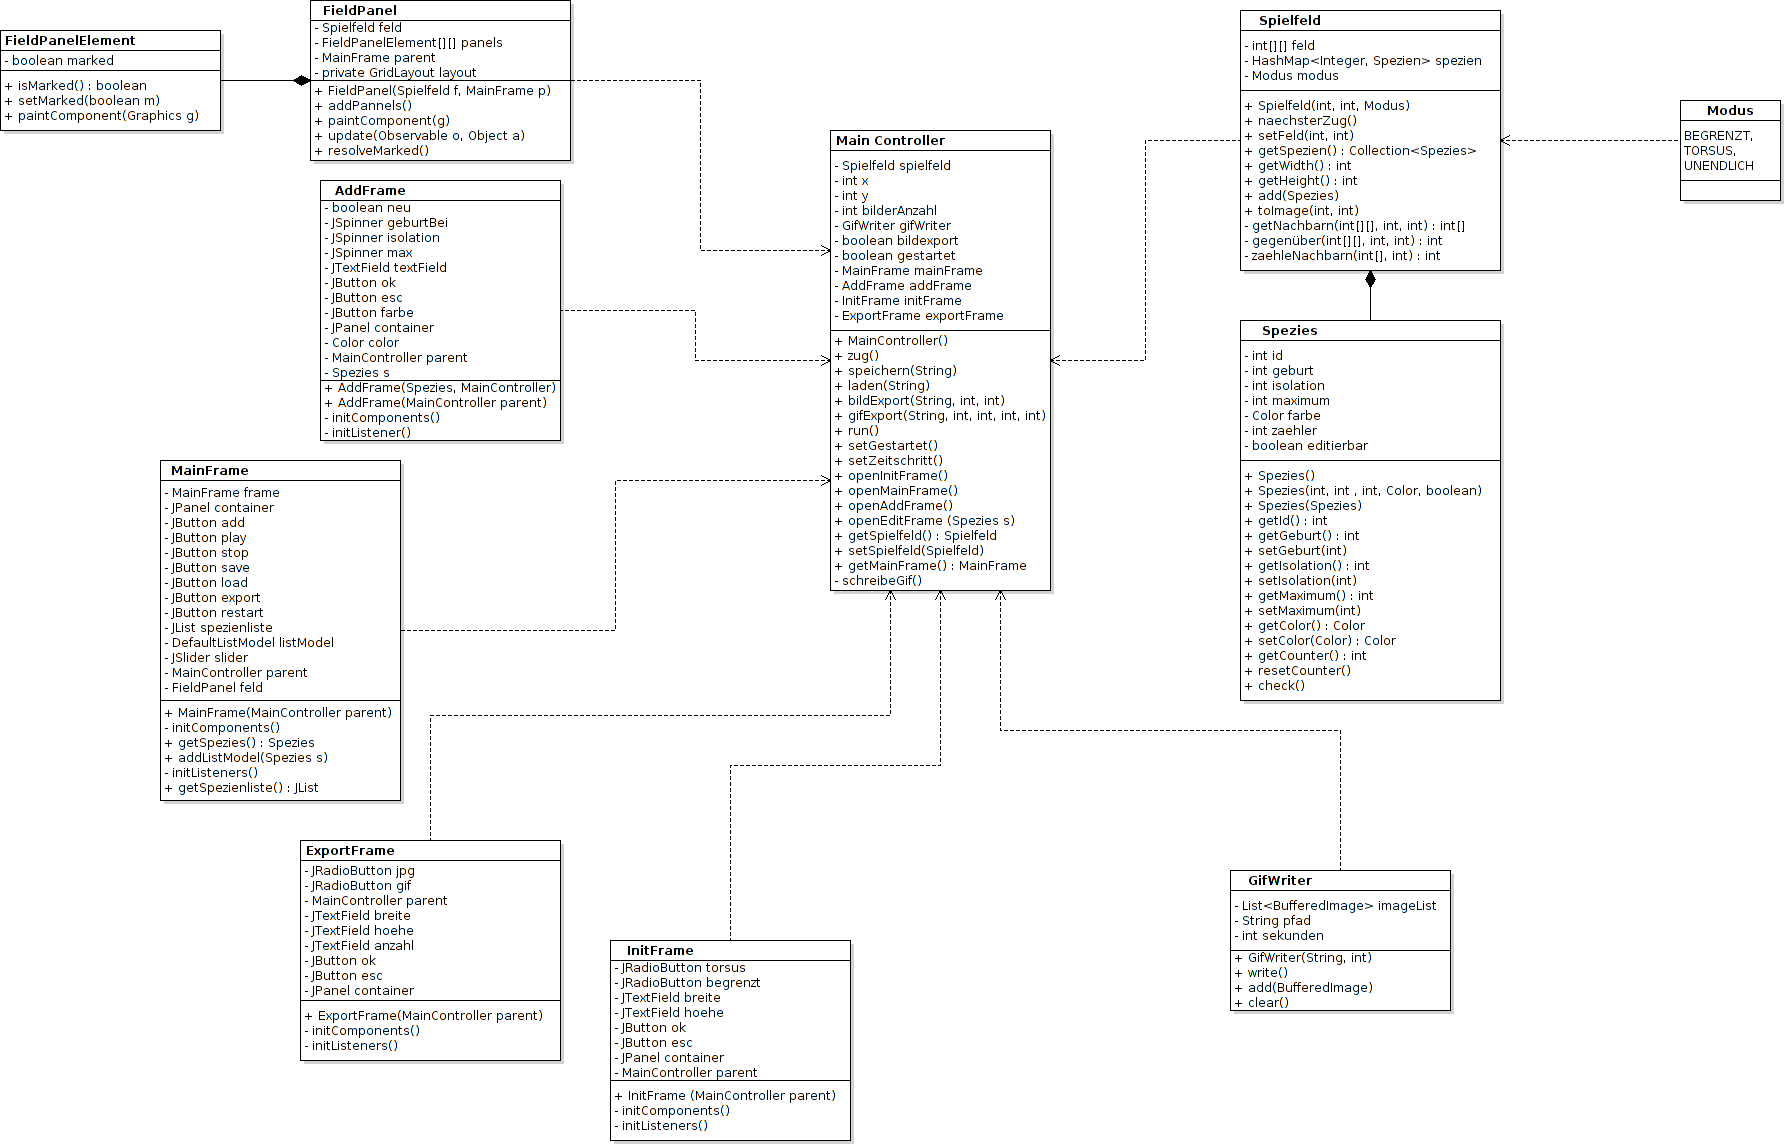 FieldPanelElement
- boolean marked
+ isMarked() : boolean
+ setMarked(boolean m)
+ paintComponent(Graphics g)
FieldPanel
- Spielfeld feld
- FieldPanelElement[][] panels
- MainFrame parent
- private GridLayout layout
+ FieldPanel(Spielfeld f, MainFrame p)
+ addPannels()
+ paintComponent(g)
+ update(Observable o, Object a)
+ resolveMarked()
AddFrame
- boolean neu
- JSpinner geburtBei
- JSpinner isolation
- JSpinner max
- JTextField textField
- JButton ok
- JButton esc
- JButton farbe
- JPanel container
- Color color
- MainController parent
- Spezies s
+ AddFrame(Spezies, MainController)
+ AddFrame(MainController parent)
- initComponents()
- initListener()
MainFrame
- MainFrame frame
- JPanel container
- JButton add
- JButton play
- JButton stop
- JButton save
- JButton load
- JButton export
- JButton restart
- JList spezienliste
- DefaultListModel listModel
- JSlider slider
- MainController parent
- FieldPanel feld
+ MainFrame(MainController parent)
- initComponents()
+ getSpezies() : Spezies
+ addListModel(Spezies s)
- initListeners()
+ getSpezienliste() : JList
ExportFrame
- JRadioButton jpg
- JRadioButton gif
- MainController parent
- JTextField breite
- JTextField hoehe
- JTextField anzahl
- JButton ok
- JButton esc
- JPanel container
+ ExportFrame(MainController parent)
- initComponents()
- initListeners()
InitFrame
- JRadioButton torsus
- JRadioButton begrenzt
- JTextField breite
- JTextField hoehe
- JButton ok
- JButton esc
- JPanel container
- MainController parent
+ InitFrame (MainController parent)
- initComponents()
- initListeners()
Main Controller
- Spielfeld spielfeld
- int x
- int y
- int bilderAnzahl
- GifWriter gifWriter
- boolean bildexport
- boolean gestartet
- MainFrame mainFrame
- AddFrame addFrame
- InitFrame initFrame
- ExportFrame exportFrame
+ MainController()
+ zug()
+ speichern(String)
+ laden(String)
+ bildExport(String, int, int)
+ gifExport(String, int, int, int, int)
+ run()
+ setGestartet()
+ setZeitschritt()
+ openInitFrame()
+ openMainFrame()
+ openAddFrame()
+ openEditFrame (Spezies s)
+ getSpielfeld() : Spielfeld
+ setSpielfeld(Spielfeld)
+ getMainFrame() : MainFrame
- schreibeGif()
Spielfeld
- int[][] feld
- HashMap<Integer, Spezien> spezien
- Modus modus
+ Spielfeld(int, int, Modus)
+ naechsterZug()
+ setFeld(int, int)
+ getSpezien() : Collection<Spezies>
+ getWidth() : int
+ getHeight() : int
+ add(Spezies)
+ toImage(int, int)
- getNachbarn(int[][], int, int) : int[]
- gegenüber(int[][], int, int) : int
- zaehleNachbarn(int[], int) : int
Modus
BEGRENZT,
TORSUS,
UNENDLICH
Spezies
- int id
- int geburt
- int isolation
- int maximum
- Color farbe
- int zaehler
- boolean editierbar
+ Spezies()
+ Spezies(int, int , int, Color, boolean)
+ Spezies(Spezies)
+ getId() : int
+ getGeburt() : int
+ setGeburt(int)
+ getIsolation() : int
+ setIsolation(int)
+ getMaximum() : int
+ setMaximum(int)
+ getColor() : Color
+ setColor(Color) : Color
+ getCounter() : int
+ resetCounter()
+ check()
GifWriter
- List<BufferedImage> imageList
- String pfad
- int sekunden
+ GifWriter(String, int)
+ write()
+ add(BufferedImage)
+ clear()